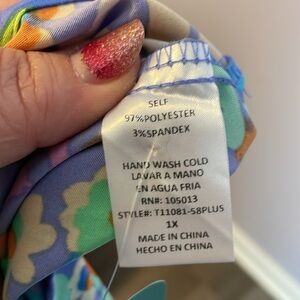 SELF
97%POLYESTER
3%SPANDEX
HAND WASH COLD
LAVAR A MANO
EN AGUA FRIA
RN#: 105013
STYLE#: T11081-58PLUS
1X
MADE IN CHINA
HECHO EN CHINA